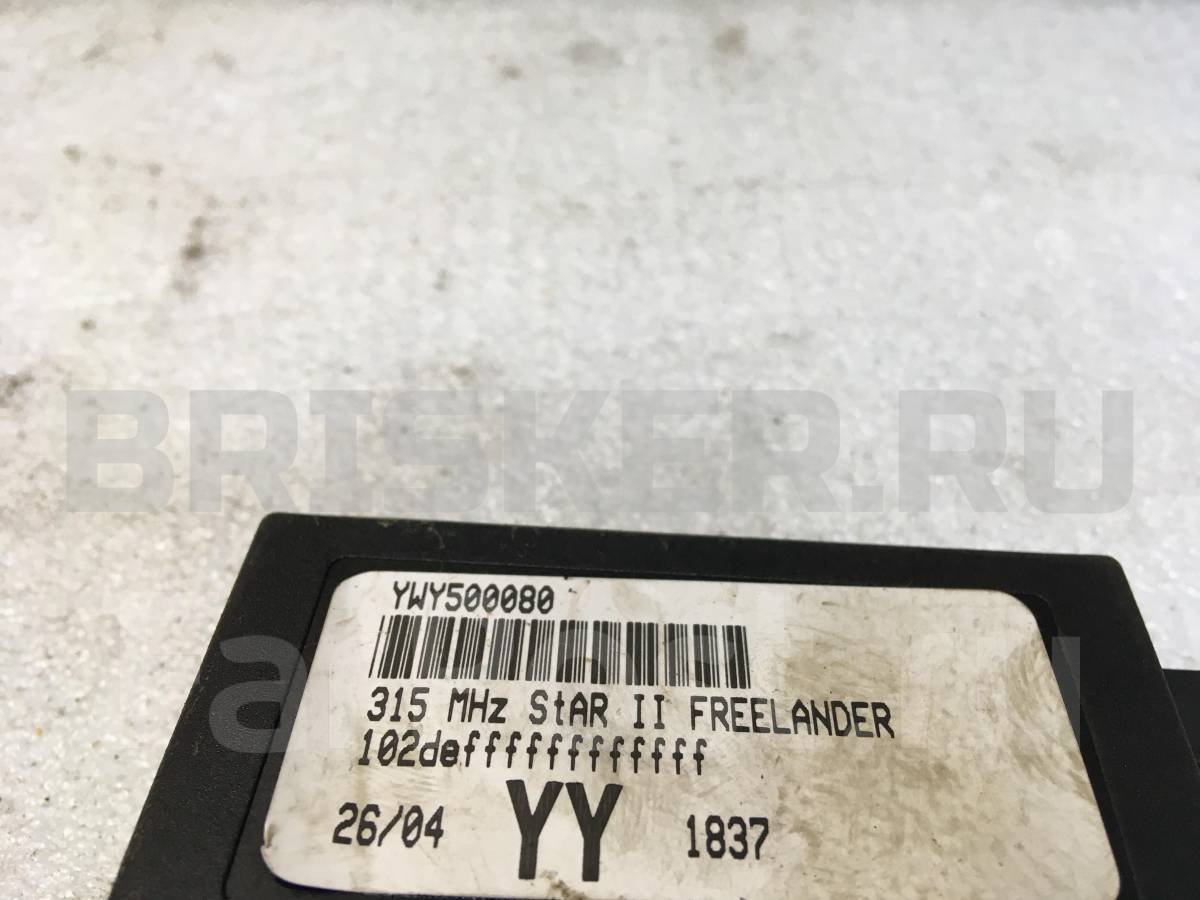 BRISKER.RU
YWY500080
315 MHz StAR II FREELANDER
102deffffffffffff
26/04 YY 1837